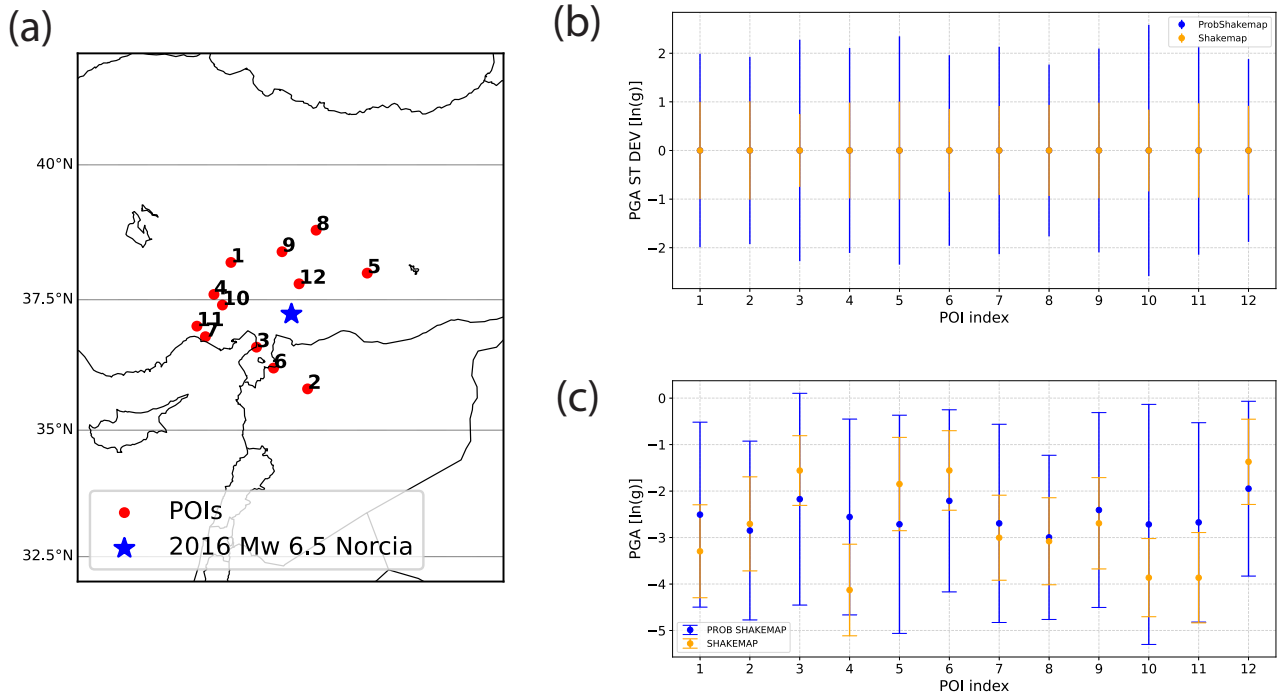 (a)
40°N
37.5°N
35°N
32.5°N
8
9
1
5
12
4
10
11
7
3
6
2
POIs
2016 Mw 6.5 Norcia
(b)
PGA ST DEV [ln(g)]
2
1
0
−1
−2
ProbShakemap
Shakemap
1 2 3 4 5 6 7 8 9 10 11 12
POI index
(c)
PGA [ln(g)]
0
−1
−2
−3
−4
−5
PROB SHAKEMAP
SHAKEMAP
1 2 3 4 5 6 7 8 9 10 11 12
POI index